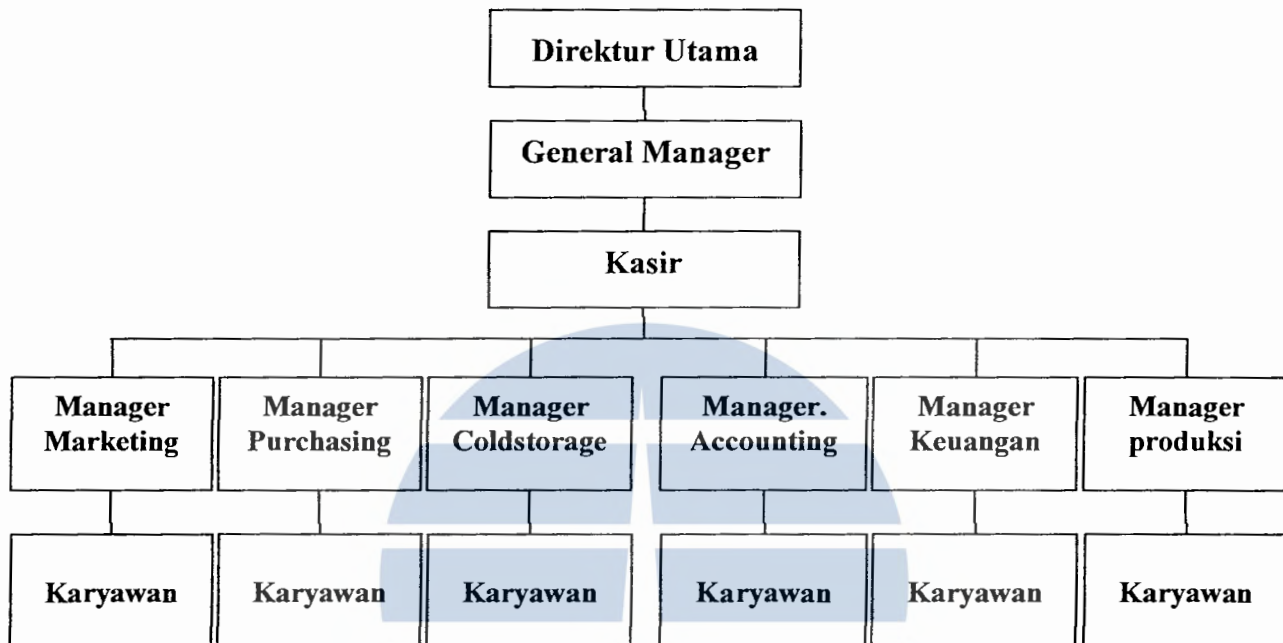 Direktur Utama
General Manager
Kasir
Manager
Marketing
Manager
Purchasing
Manager
Coldstorage
Manager.
Accounting
Manager
Keuangan
Manager
produksi
Karyawan
Karyawan
Karyawan
Karyawan
Karyawan
Karyawan